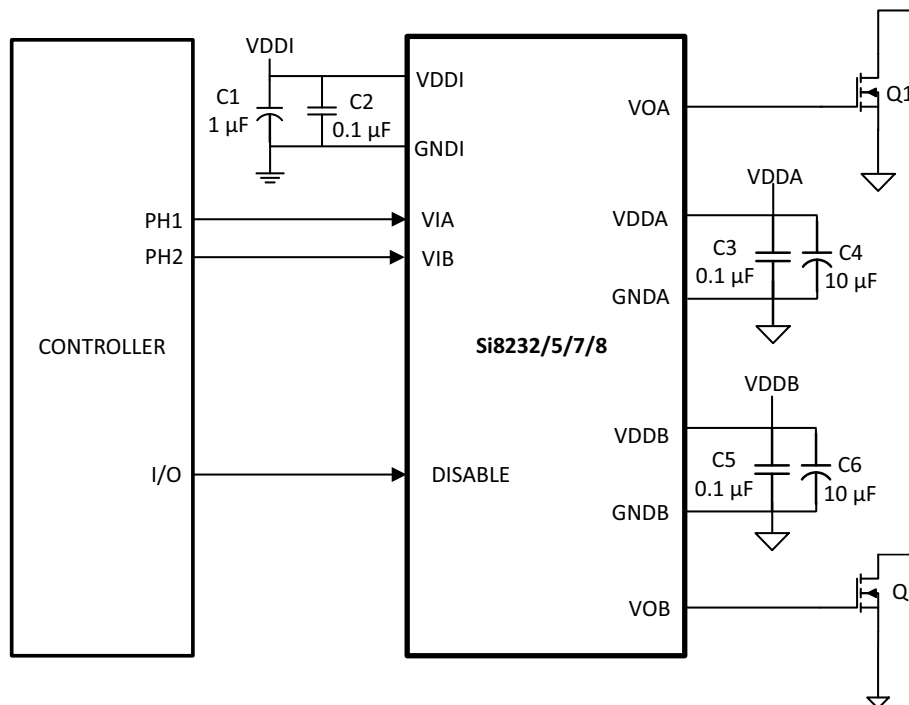 VDDI
C1
1 µF
C2
0.1 µF
VDDI
GNDI
VOA
Q1
PH1
VIA
PH2
VIB
VDDA
VDDA
C3
0.1 µF
C4
10 µF
GNDA
CONTROLLER
Si8232/5/7/8
VDDB
VDDB
C5
0.1 µF
C6
10 µF
I/O
DISABLE
GNDB
VOB
Q